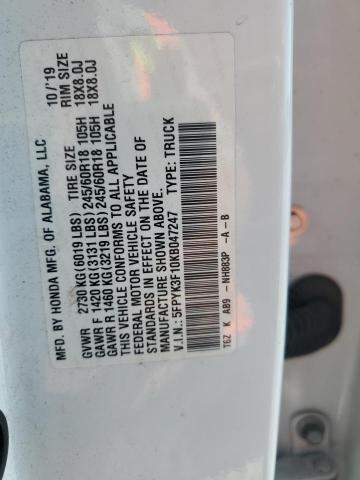 MFD. BY HONDA MFG. OF ALABAMA, LLC 10/'19
TIRE SIZE RIM SIZE
GVWR 2730 KG(6019 LBS)
GAWR F 1420 KG(3131 LBS) 245/60R18 105H 18X8.0J
GAWR R 1460 KG(3219 LBS) 245/60R18 105H 18X8.0J
THIS VEHICLE CONFORMS TO ALL APPLICABLE
FEDERAL MOTOR VEHICLE SAFETY
STANDARDS IN EFFECT ON THE DATE OF
MANUFACTURE SHOWN ABOVE.
V.I.N.: 5FPYK3F10KB047247 TYPE: TRUCK
T6Z K AB9 -NH883P -A -B